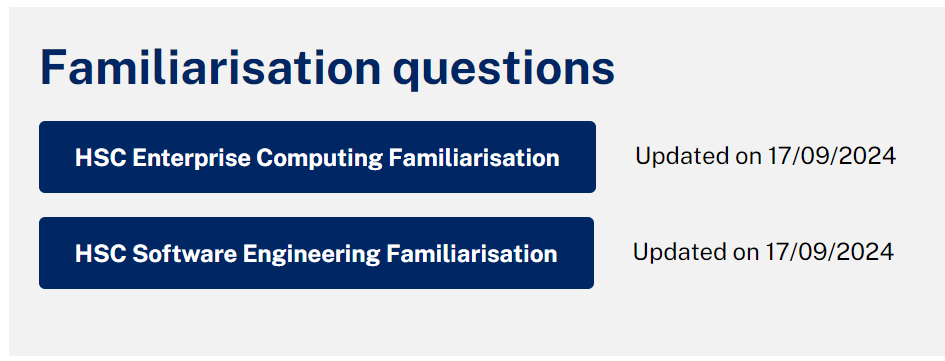 Familiarisation questions
HSC Enterprise Computing Familiarisation Updated on 17/09/2024
HSC Software Engineering Familiarisation Updated on 17/09/2024